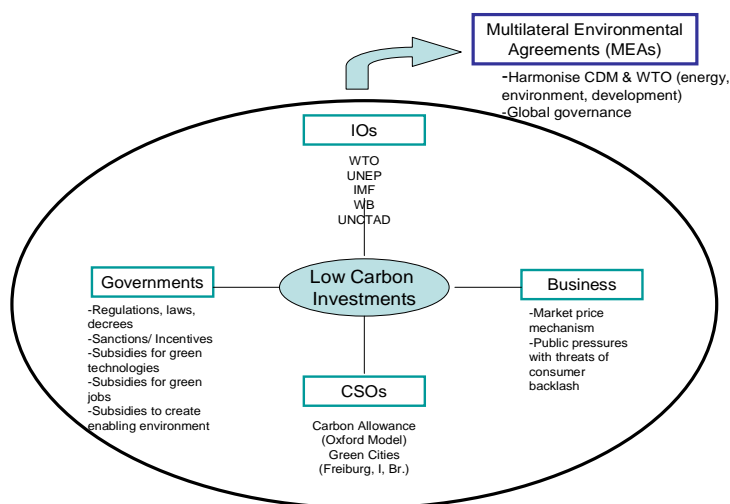 Multilateral Environmental
Agreements (MEAs)
-Harmonise CDM & WTO (energy,
environment, development)
-Global governance
IOs
WTO
UNEP
IMF
WB
UNCTAD
Governments
-Regulations, laws,
decrees
-Sanctions/ Incentives
-Subsidies for green
technologies
-Subsidies for green
jobs
-Subsidies to create
enabling environment
Low Carbon
Investments
Business
-Market price
mechanism
-Public pressures
with threats of
consumer
backlash
CSOs
Carbon Allowance
(Oxford Model)
Green Cities
(Freiburg, I, Br.)